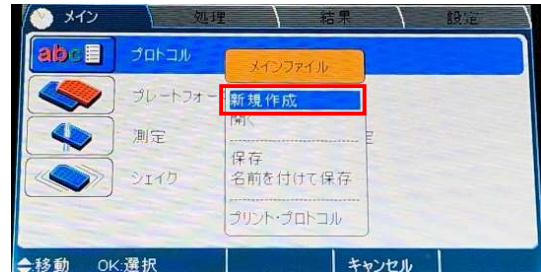 メイン 処理 結果 設定
abc プロトコル
メインファイル
プレートフォー
新規作成
開く
測定
保存
名前を付けて保存
シェイク
プリント・プロトコル
移動 OK:選択 キャンセル